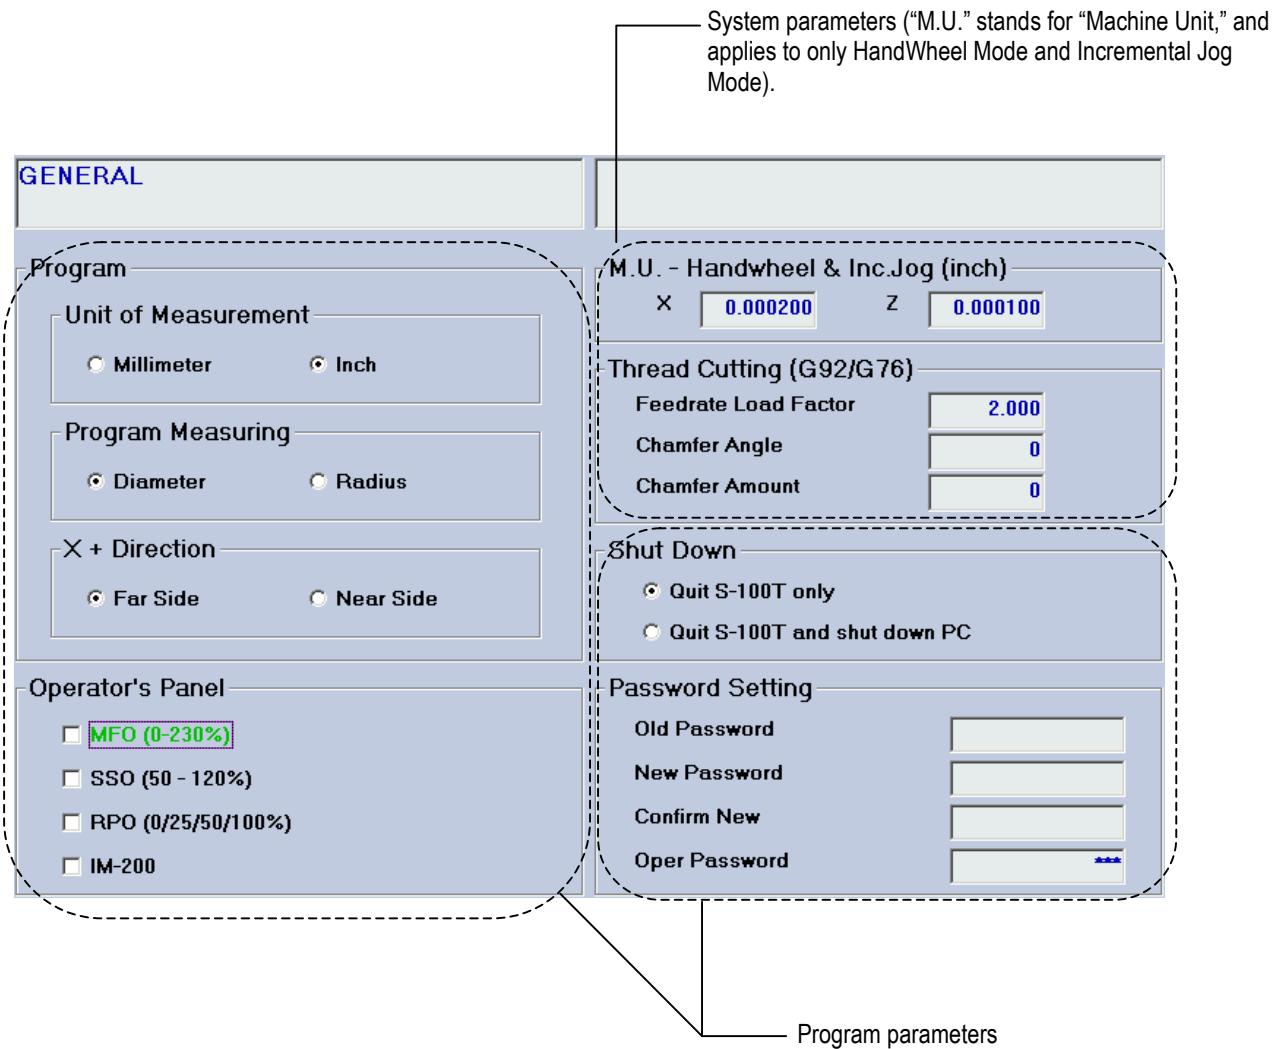 System parameters (“M.U.” stands for “Machine Unit,” and
applies to only HandWheel Mode and Incremental Jog
Mode).
GENERAL
Program
Unit of Measurement
Millimeter Inch
Program Measuring
Diameter Radius
X + Direction
Far Side Near Side
Operator's Panel
MFO (0-230%)
SSO (50 - 120%)
RPO (0/25/50/100%)
IM-200
M.U. - Handwheel & Inc.Jog (inch)
X 0.000200 Z 0.000100
Thread Cutting (G92/G76)
Feedrate Load Factor 2.000
Chamfer Angle 0
Chamfer Amount 0
Shut Down
Quit S-100T only
Quit S-100T and shut down PC
Password Setting
Old Password
New Password
Confirm New
Oper Password ***
Program parameters